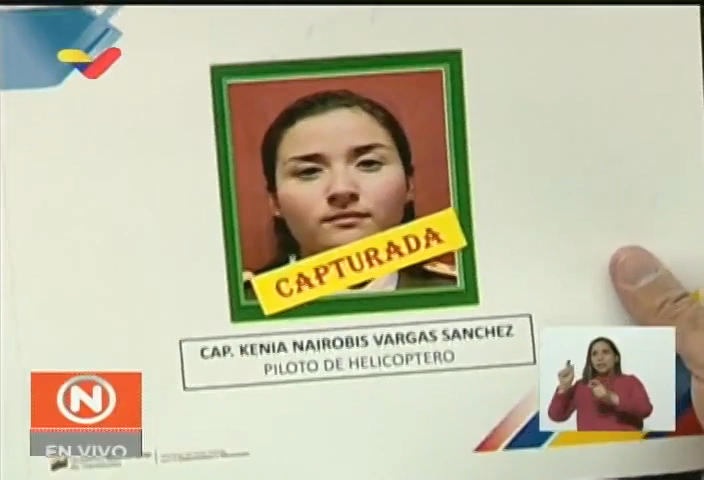 CAPTURADA
CAP. KENIA NAIROBIS VARGAS SANCHEZ
PILOTO DE HELICOPTERO
N
EN VIVO